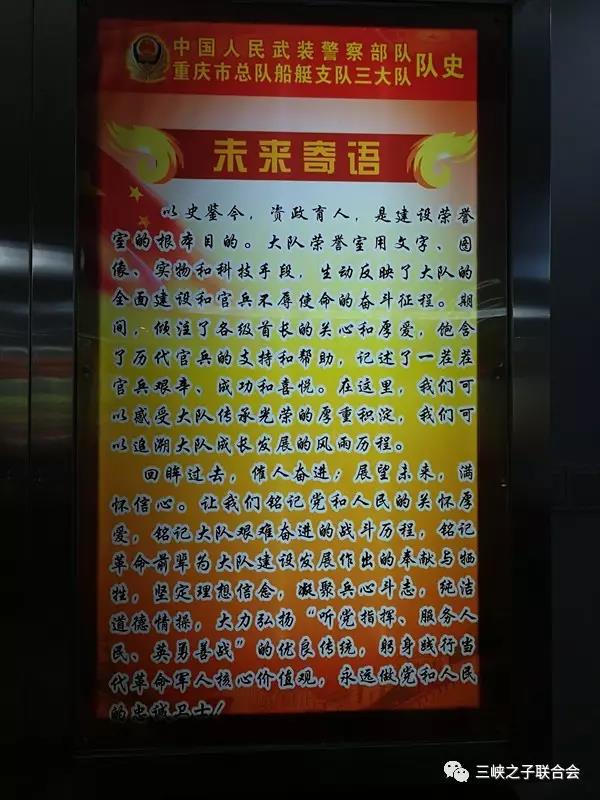 中国人民武装警察部队
重庆市总队船艇支队三大队
队史
未来寄语
以史鉴今，资政育人，是建设荣誉
室的根本目的。大队荣誉室用文字、图
像、实物和科技手段，生动反映了大队的
全面建设和官兵不辱使命的奋斗征程。期
间，倾注了各级首长的关心和厚爱，饱含
了历代官兵的支持和帮助，记述了一茬茬
官兵艰辛、成功和喜悦。在这里，我们可
以感受大队传承光荣的厚重积淀，我们可
以追溯大队成长发展的风雨历程。
回眸过去，催人奋进；展望未来，满
怀信心。让我们铭记党和人民的关怀厚
爱，铭记大队艰难奋进的战斗历程，铭记
革命前辈为大队建设发展作出的奉献与牺
牲，坚定理想信念，凝聚兵心斗志，纯洁
道德情操，大力弘扬“听党指挥、服务人
民、英勇善战”的优良传统，躬身践行当
代革命军人核心价值观，永远做党和人民
的忠诚卫士！
三峡之子联合会